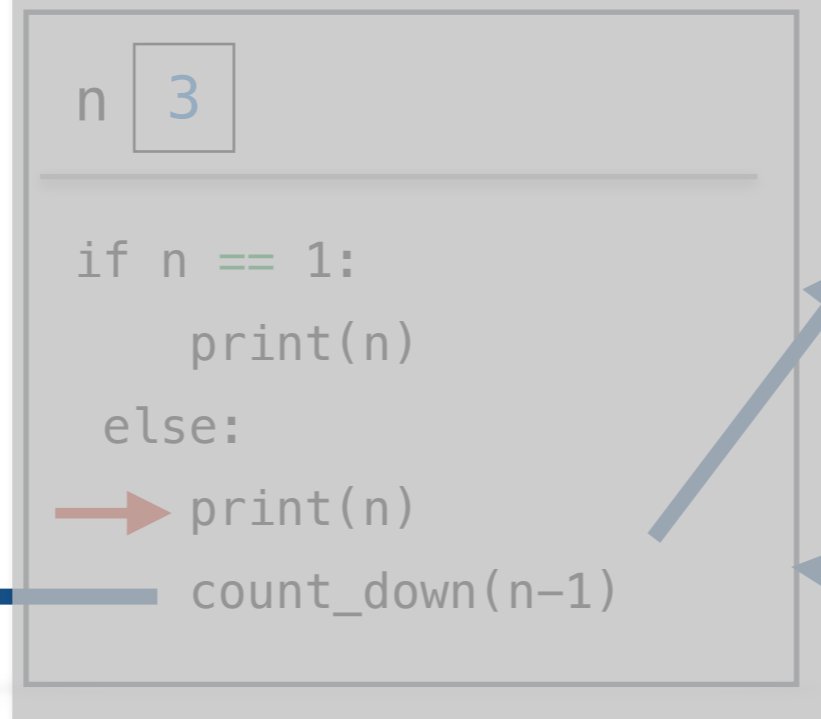 n 3
if n == 1:
print(n)
else:
print(n)
count_down(n-1)